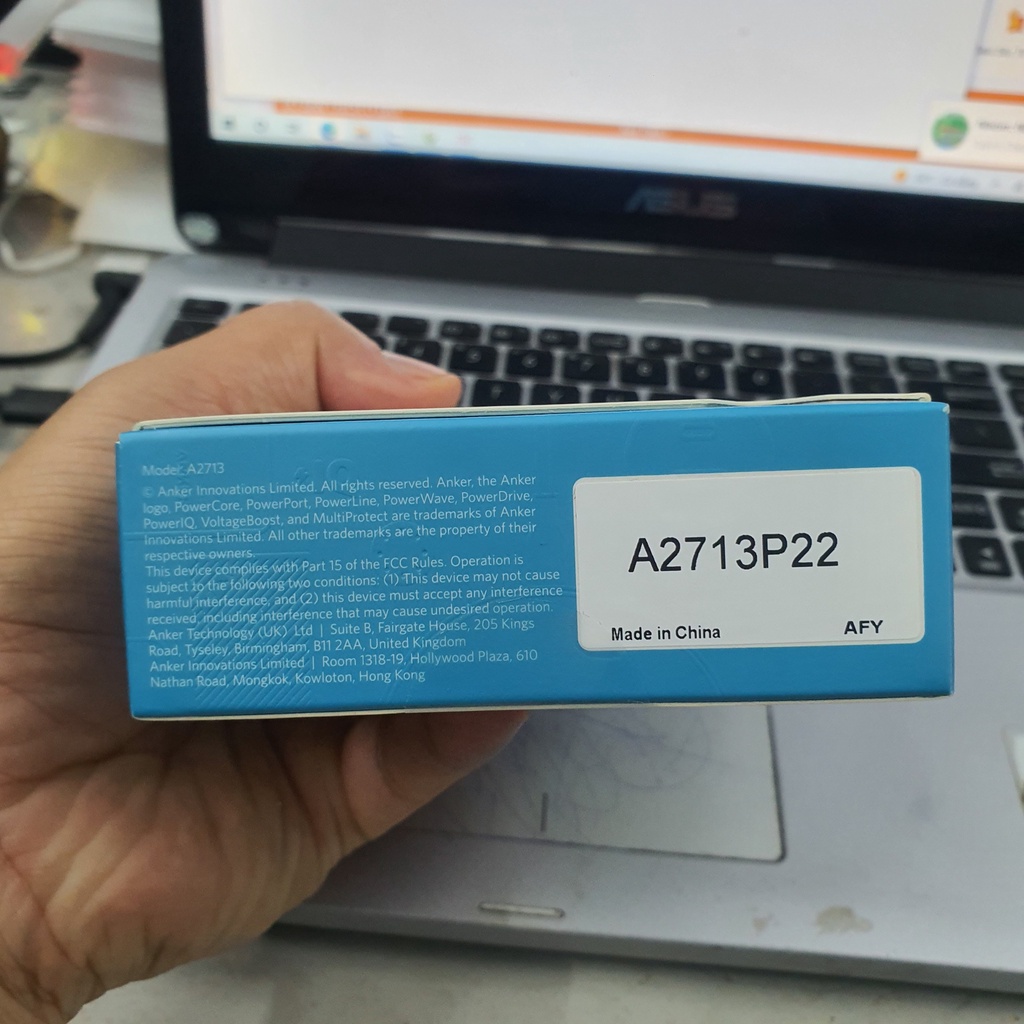 ASUS
Model A2713
© Anker Innovations Limited. All rights reserved. Anker, the Anker
logo, PowerCore, PowerPort, PowerLine, PowerWave, PowerDrive,
PowerIQ, VoltageBoost, and MultiProtect are trademarks of Anker
Innovations Limited. All other trademarks are the property of their
respective owners.
This device complies with Part 15 of the FCC Rules. Operation is
subject to the following two conditions: (1) This device may not cause
harmful interference, and (2) this device must accept any interference
received, including interference that may cause undesired operation.
Anker Technology (UK) Ltd | Suite B, Fairgate House, 205 Kings
Road, Tyseley, Birmingham, B11 2AA, United Kingdom
Anker Innovations Limited | Room 1318-19, Hollywood Plaza, 610
Nathan Road, Mongkok, Kowloton, Hong Kong
A2713P22
Made in China AFY